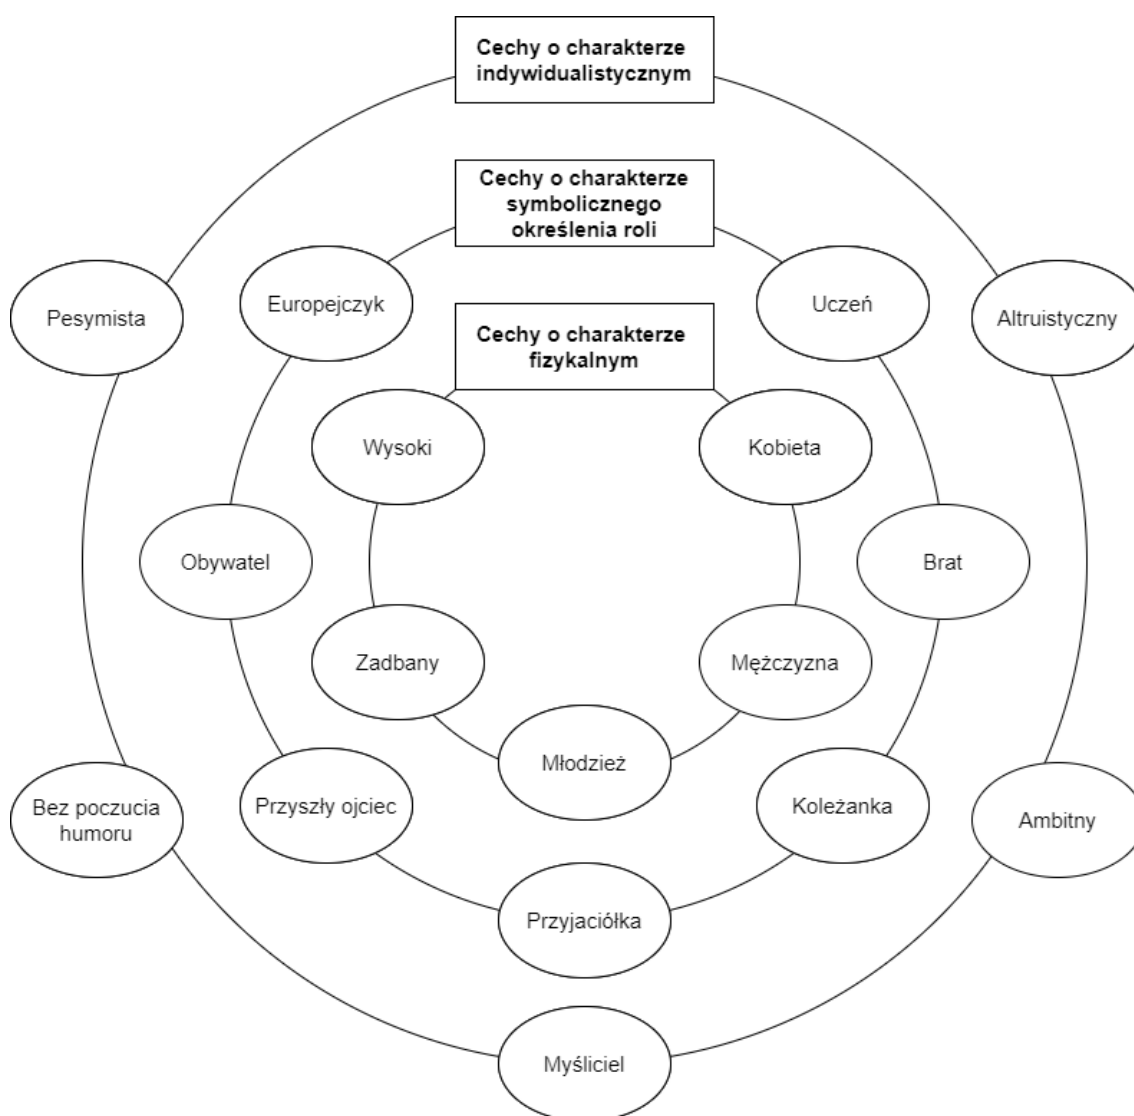 Cechy o charakterze
indywidualistycznym
Cechy o charakterze
symbolicznego
określenia roli
Europejczyk
Uczeń
Pesymista
Altruistyczny
Cechy o charakterze
fizykalnym
Wysoki
Kobieta
Obywatel
Brat
Zadbany
Mężczyzna
Młodzież
Przyszły ojciec
Koleżanka
Bez poczucia
humoru
Ambitny
Przyjaciółka
Myśliciel